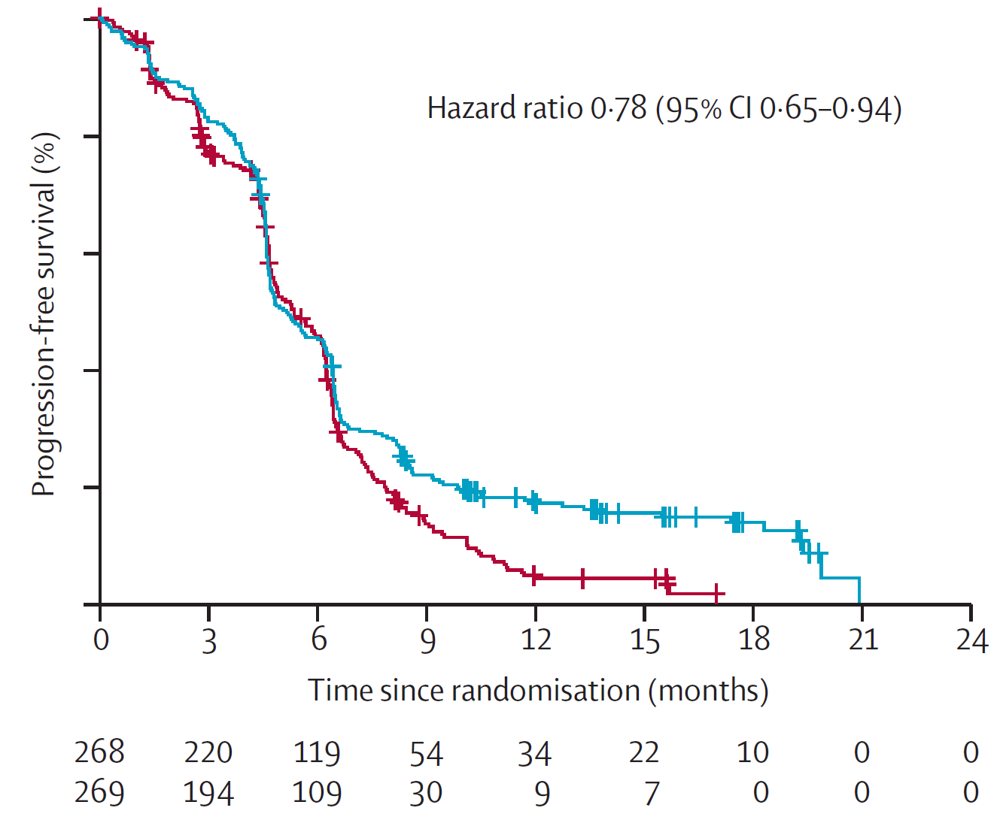 Hazard ratio 0·78 (95% CI 0·65–0·94)
Progression-free survival (%)
0 3 6 9 12 15 18 21 24
Time since randomisation (months)
268 220 119 54 34 22 10 0 0
269 194 109 30 9 7 0 0 0